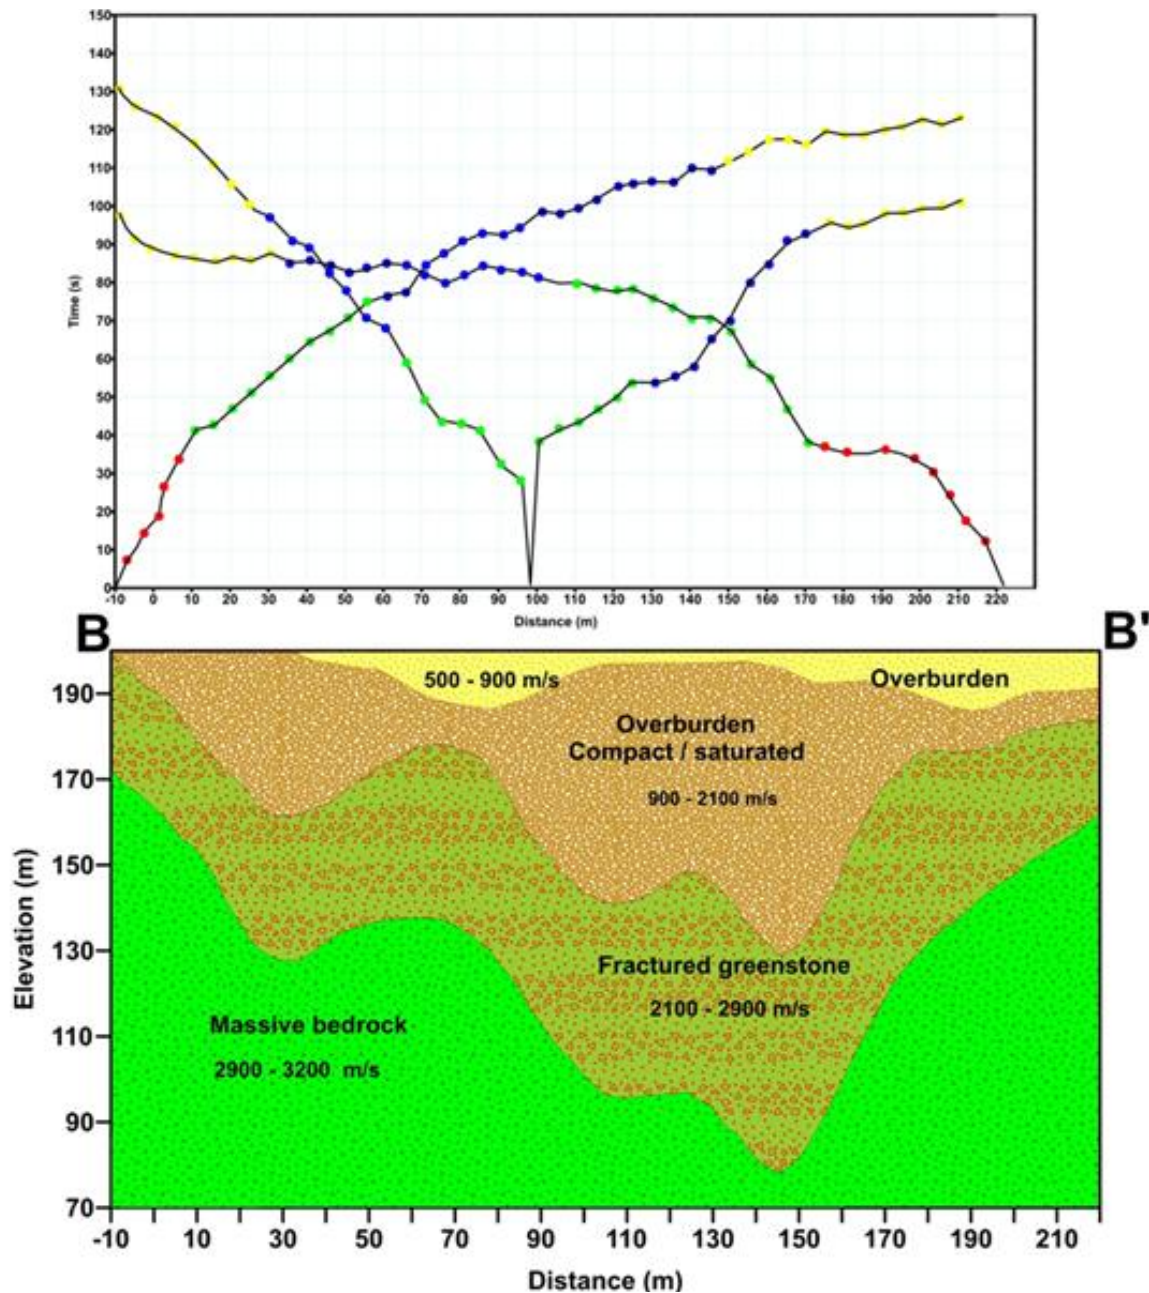 150
140
130
120
110
100
90
80
70
60
50
40
30
20
10
0
Time (s)
-10 0 10 20 30 40 50 60 70 80 90 100 110 120 130 140 150 160 170 180 190 200 210 220
Distance (m)
B B'
500 - 900 m/s Overburden
190
Overburden
Compact / saturated
900 - 2100 m/s
170
150
130
110
90
70
Elevation (m)
Fractured greenstone
2100 - 2900 m/s
Massive bedrock
2900 - 3200 m/s
-10 10 30 50 70 90 110 130 150 170 190 210
Distance (m)